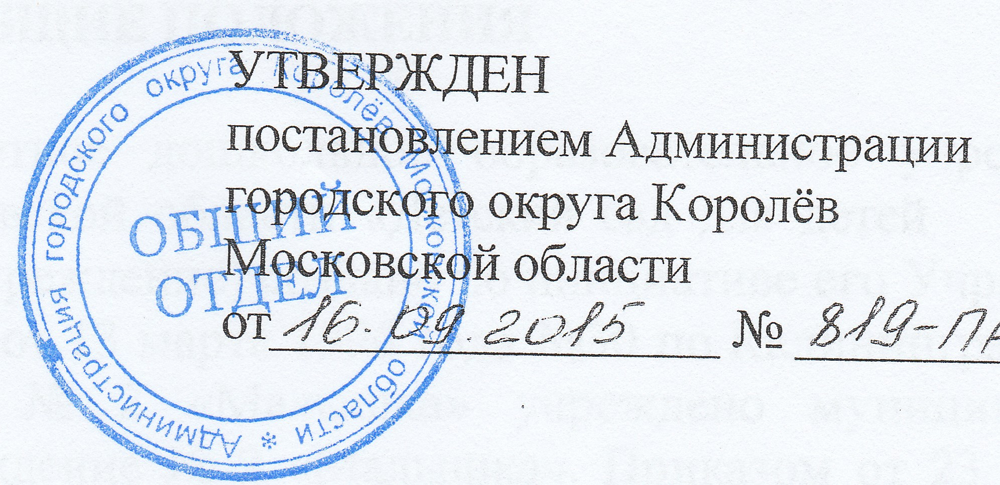 УТВЕРЖДЕН
постановлением Администрации
городского округа Королёв
Московской области
от 16.09.2015 № 819-ПА
Администрация городского округа Королёв Московской области *
ОБЩИЙ
ОТДЕЛ